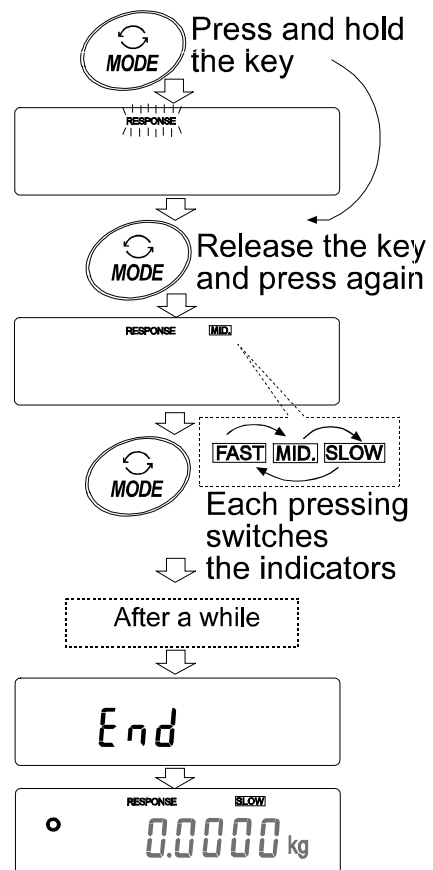 Press and hold
the key
MODE
RESPONSE
Release the key
and press again
MODE
RESPONSE MID.
FAST MID. SLOW
MODE
Each pressing
switches
the indicators
After a while
End
RESPONSE SLOW
0.0000 kg